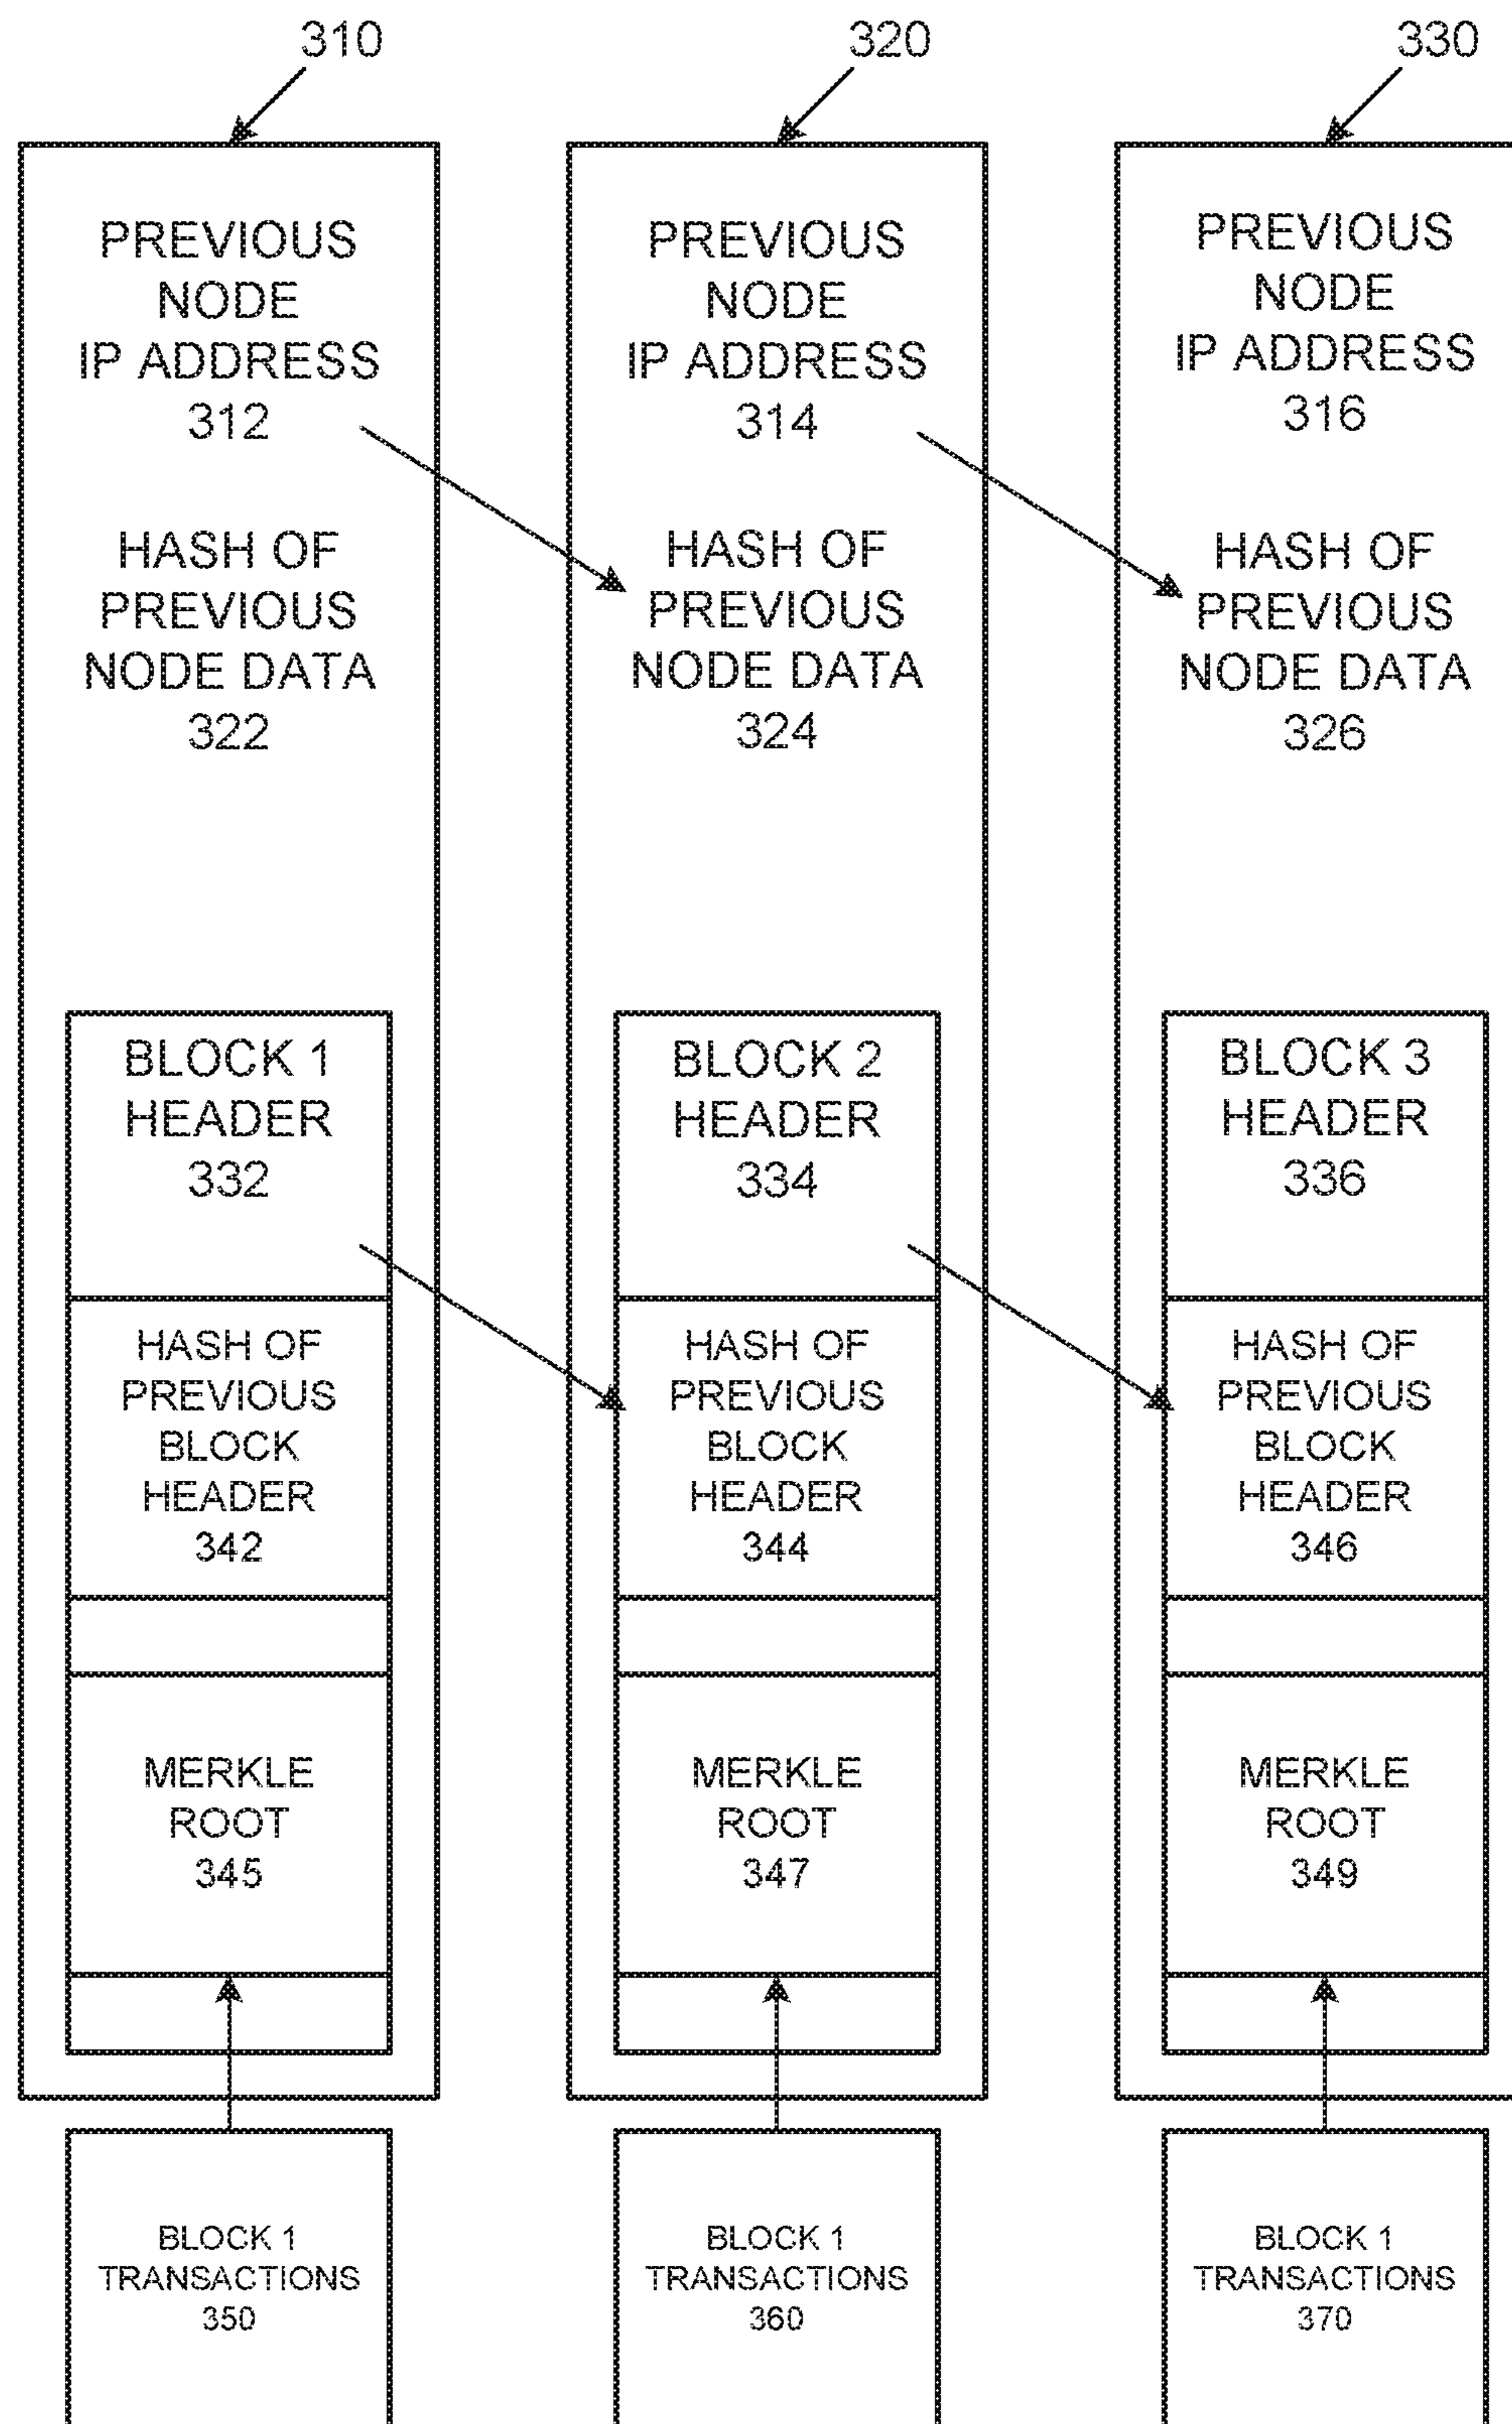 310
320
330
PREVIOUS
NODE
IP ADDRESS
312
HASH OF
PREVIOUS
NODE DATA
322
BLOCK 1
HEADER
332
HASH OF
PREVIOUS
BLOCK
HEADER
342
MERKLE
ROOT
345
BLOCK 1
TRANSACTIONS
350
PREVIOUS
NODE
IP ADDRESS
314
HASH OF
PREVIOUS
NODE DATA
324
BLOCK 2
HEADER
334
HASH OF
PREVIOUS
BLOCK
HEADER
344
MERKLE
ROOT
347
BLOCK 1
TRANSACTIONS
360
PREVIOUS
NODE
IP ADDRESS
316
HASH OF
PREVIOUS
NODE DATA
326
BLOCK 3
HEADER
336
HASH OF
PREVIOUS
BLOCK
HEADER
346
MERKLE
ROOT
349
BLOCK 1
TRANSACTIONS
370